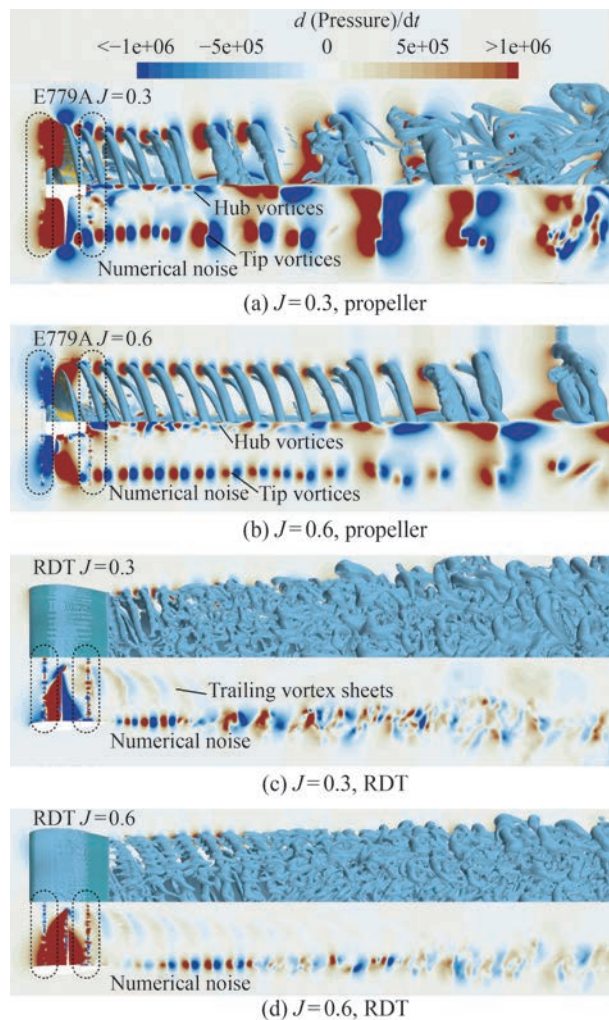 d (Pressure)/dt
<−1e+06 −5e+05 0 5e+05 >1e+06
E779A J=0.3
Hub vortices
Tip vortices
Numerical noise
(a) J=0.3, propeller
E779A J=0.6
Hub vortices
Numerical noise
Tip vortices
(b) J=0.6, propeller
RDT J=0.3
Trailing vortex sheets
Numerical noise
(c) J=0.3, RDT
RDT J=0.6
Numerical noise
(d) J=0.6, RDT